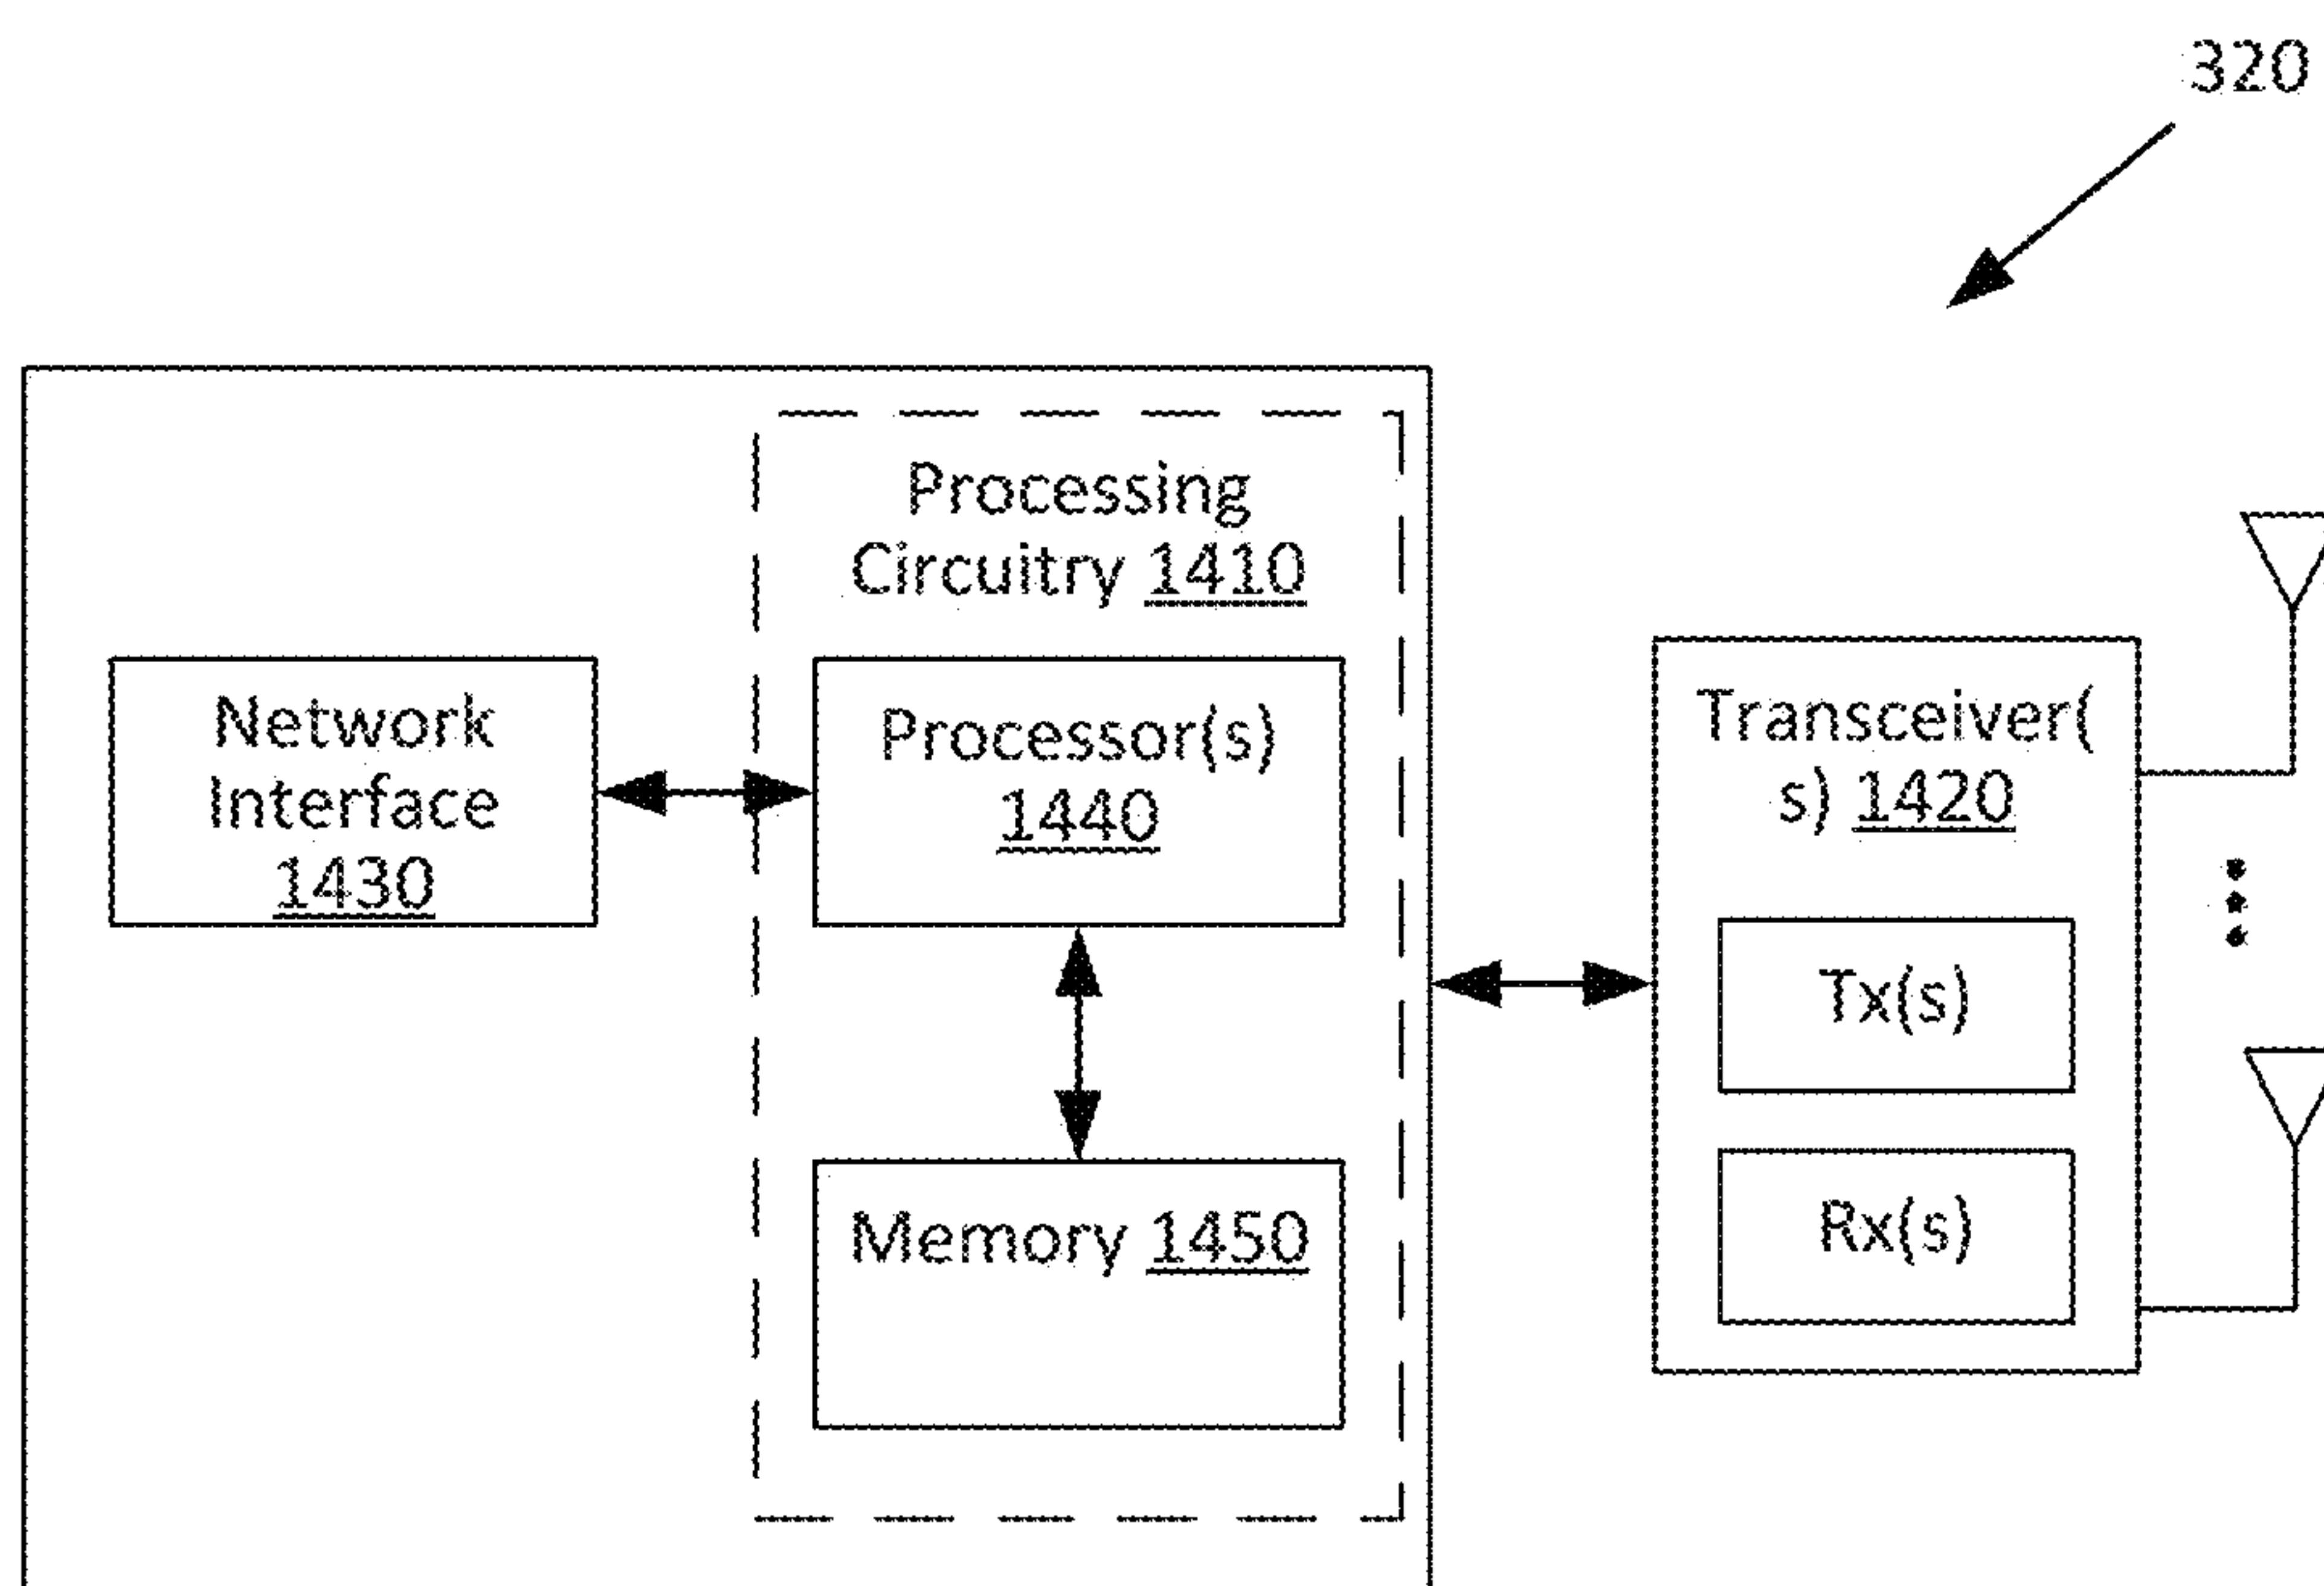 320
Processing
Circuitry 1410
Network
Interface
1430
Processor(s)
1440
Transceiver(
s) 1420
Tx(s)
Rx(s)
Memory 1450